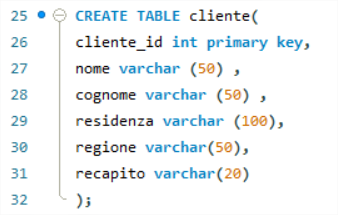 25 CREATE TABLE cliente(
26 cliente_id int primary key,
27 nome varchar (50) ,
28 cognome varchar (50) ,
29 residenza varchar (100),
30 regione varchar(50),
31 recapito varchar(20)
32 );